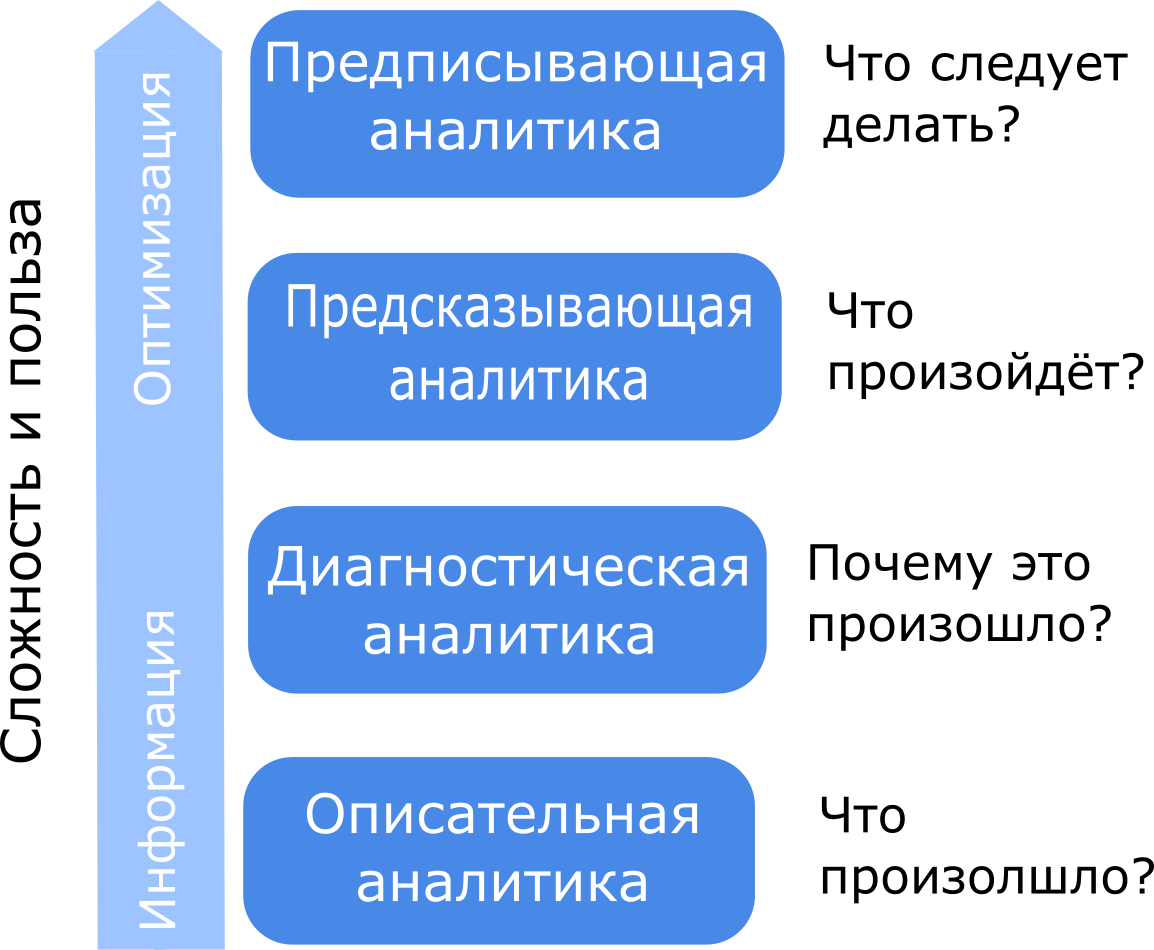 Сложность и польза
Оптимизация
Информация
Предписывающая
аналитика
Что следует
делать?
Предсказывающая
аналитика
Что
произойдёт?
Диагностическая
аналитика
Почему это
произошло?
Описательная
аналитика
Что
произолшло?